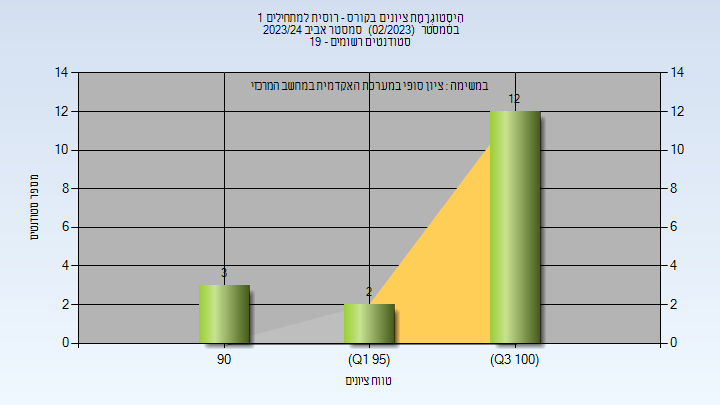 היסטוגרמת ציונים בקורס - רוסית למתחילים 1
בסמסטר (02/2023) סמסטר אביב 2023/24
סטודנטים רשומים - 19
במשימה : ציון סופי במערכת האקדמית במחשב המרכזי
14 14
12 12
10 10
8 8
6 6
4 4
2 2
0 0
3
2
12
מספר סטודנטים
90 (Q1 95) (Q3 100)
טווח ציונים